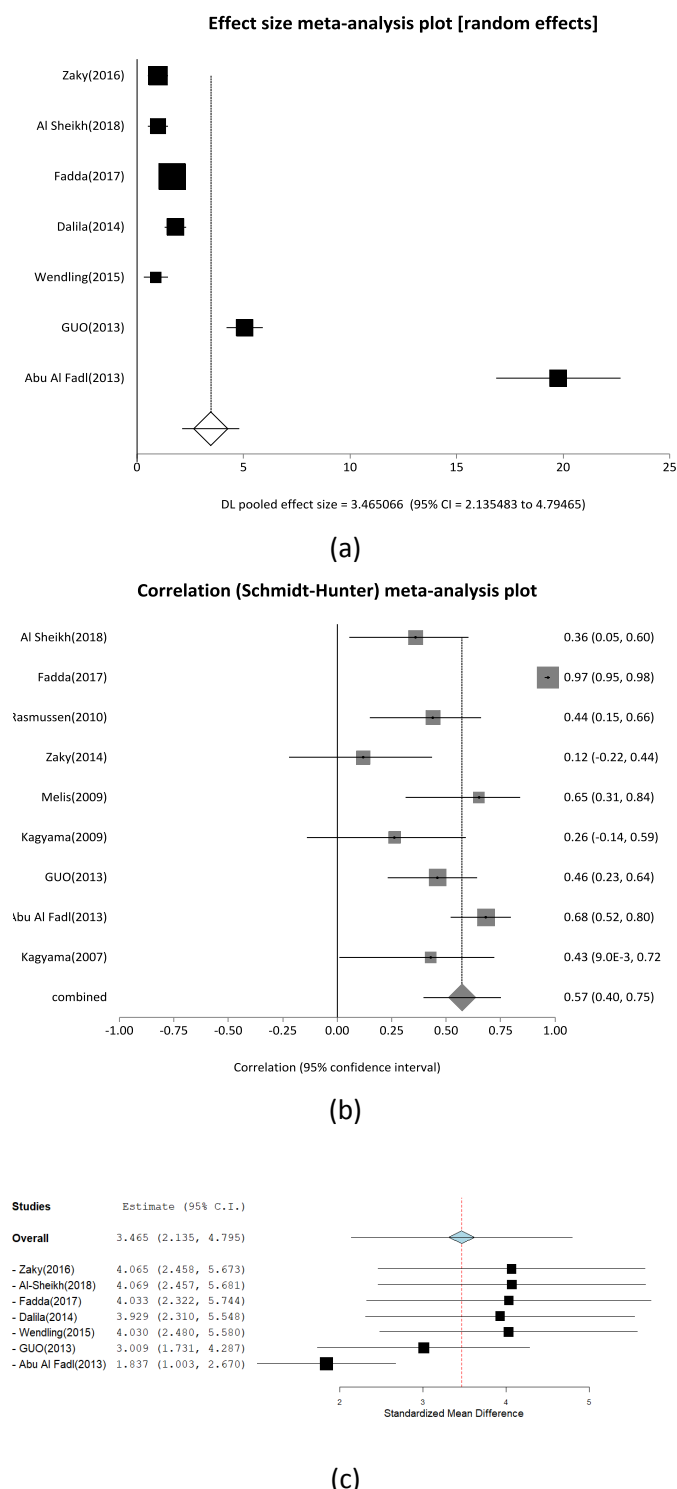 Effect size meta-analysis plot [random effects]
Zaky(2016)
Al Sheikh(2018)
Fadda(2017)
Dalila(2014)
Wendling(2015)
GUO(2013)
Abu Al Fadl(2013)
0 5 10 15 20 25
DL pooled effect size = 3.465066 (95% CI = 2.135483 to 4.79465)
(a)
Correlation (Schmidt-Hunter) meta-analysis plot
Al Sheikh(2018) 0.36 (0.05, 0.60)
Fadda(2017) 0.97 (0.95, 0.98)
Rasmussen(2010) 0.44 (0.15, 0.66)
Zaky(2014) 0.12 (-0.22, 0.44)
Melis(2009) 0.65 (0.31, 0.84)
Kagyama(2009) 0.26 (-0.14, 0.59)
GUO(2013) 0.46 (0.23, 0.64)
Abu Al Fadl(2013) 0.68 (0.52, 0.80)
Kagyama(2007) 0.43 (9.0E-3, 0.72
combined 0.57 (0.40, 0.75)
-1.00 -0.75 -0.50 -0.25 0.00 0.25 0.50 0.75 1.00
Correlation (95% confidence interval)
(b)
Studies Estimate (95% C.I.)
Overall 3.465 (2.135, 4.795)
- Zaky(2016) 4.065 (2.458, 5.673)
- Al-Sheikh(2018) 4.069 (2.457, 5.681)
- Fadda(2017) 4.033 (2.322, 5.744)
- Dalila(2014) 3.929 (2.310, 5.548)
- Wendling(2015) 4.030 (2.480, 5.580)
- GUO(2013) 3.009 (1.731, 4.287)
- Abu Al Fadl(2013) 1.837 (1.003, 2.670)
2 3 4 5
Standardized Mean Difference
(c)